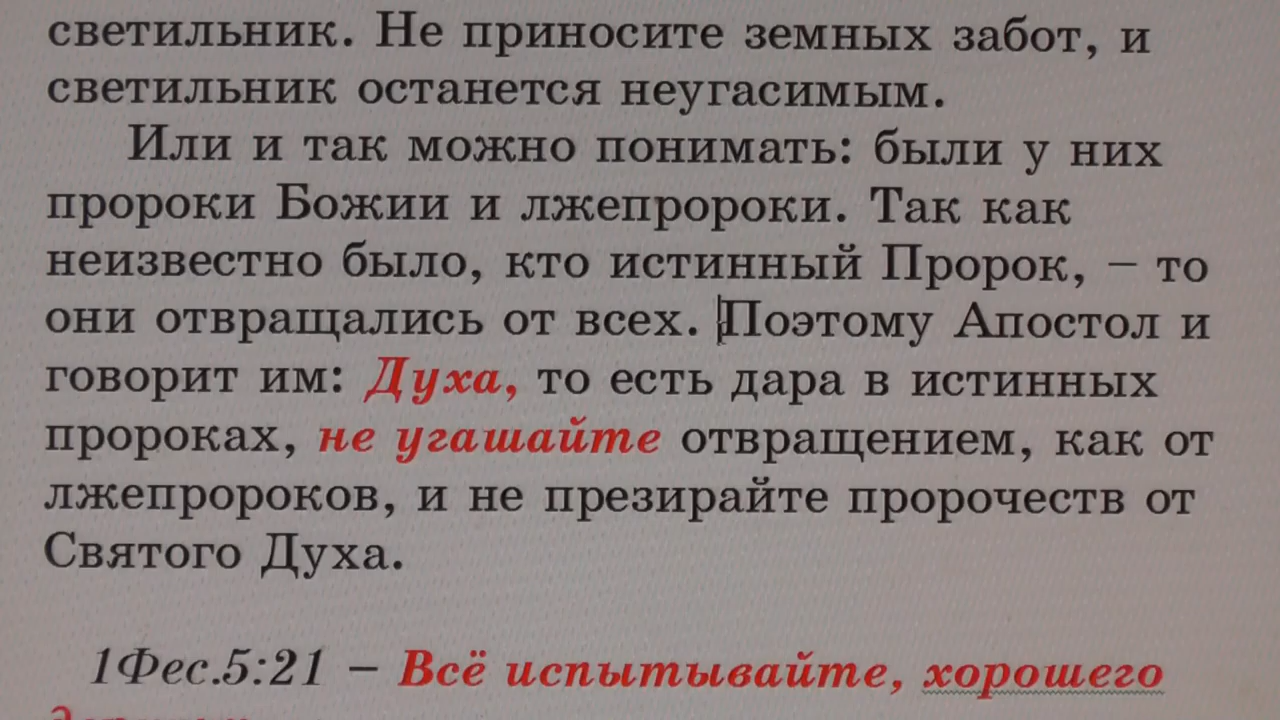 светильник. Не приносите земных забот, и
светильник останется неугасимым.
Или и так можно понимать: были у них
пророки Божии и лжепророки. Так как
неизвестно было, кто истинный Пророк, – то
они отвращались от всех. Поэтому Апостол и
говорит им: Духа, то есть дара в истинных
пророках, не угашайте отвращением, как от
лжепророков, и не презирайте пророчеств от
Святого Духа.
1Фес.5:21 – Всё испытывайте, хорошего